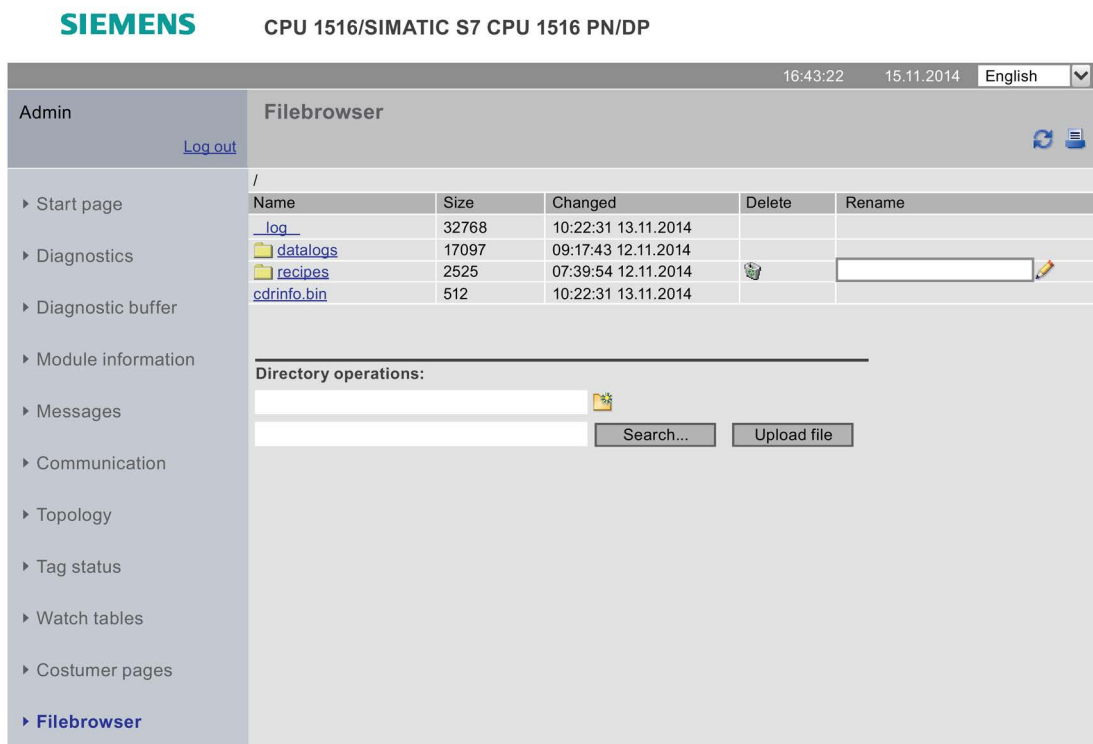 SIEMENS CPU 1516/SIMATIC S7 CPU 1516 PN/DP
16:43:22 15.11.2014 English
Admin
Log out
Filebrowser
/
Name Size Changed Delete Rename
_log_ 32768 10:22:31 13.11.2014
datalogs 17097 09:17:43 12.11.2014
recipes 2525 07:39:54 12.11.2014
cdrinfo.bin 512 10:22:31 13.11.2014
Directory operations:
Search... Upload file
Start page
Diagnostics
Diagnostic buffer
Module information
Messages
Communication
Topology
Tag status
Watch tables
Costumer pages
Filebrowser